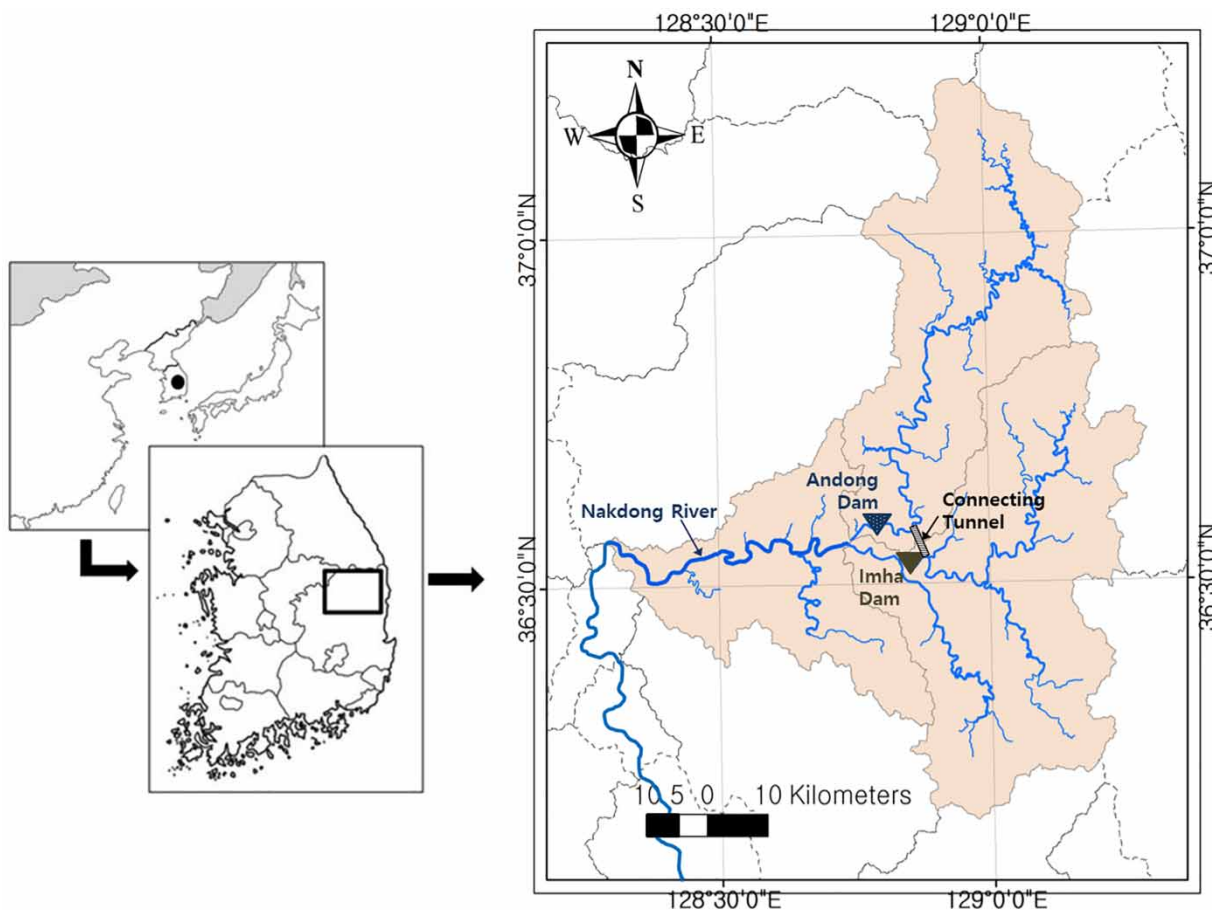 128°30'0"E
129°0'0"E
N
W
E
S
37°0'0"N
37°0'0"N
Andong
Dam
Connecting
Tunnel
Nakdong River
Imha
Dam
36°30'0"N
36°30'0"N
10 5 0 10 Kilometers
128°30'0"E
129°0'0"E